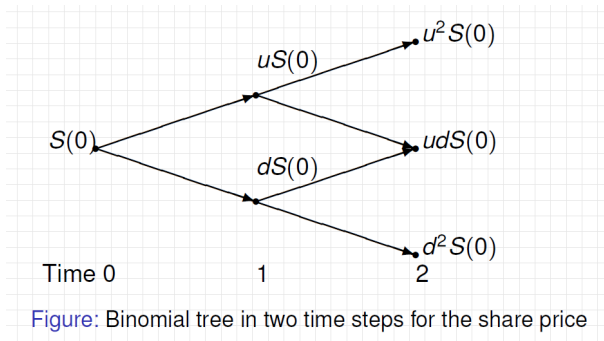 u²S(0)
uS(0)
S(0)
udS(0)
dS(0)
d²S(0)
Time 0 1 2
Figure: Binomial tree in two time steps for the share price